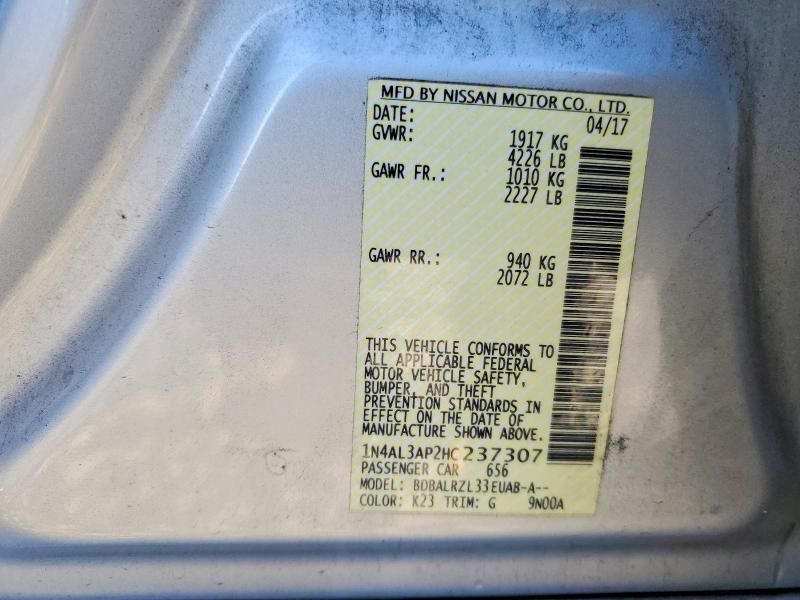 MFD BY NISSAN MOTOR CO., LTD.
DATE: 04/17
GVWR: 1917 KG
4226 LB
GAWR FR.: 1010 KG
2227 LB
GAWR RR.: 940 KG
2072 LB
THIS VEHICLE CONFORMS TO
ALL APPLICABLE FEDERAL
MOTOR VEHICLE SAFETY,
BUMPER, AND THEFT
PREVENTION STANDARDS IN
EFFECT ON THE DATE OF
MANUFACTURE SHOWN ABOVE.
1N4AL3AP2HC237307
PASSENGER CAR 656
MODEL: BDBALRZL33EUAB-A--
COLOR: K23 TRIM: G 9N00A